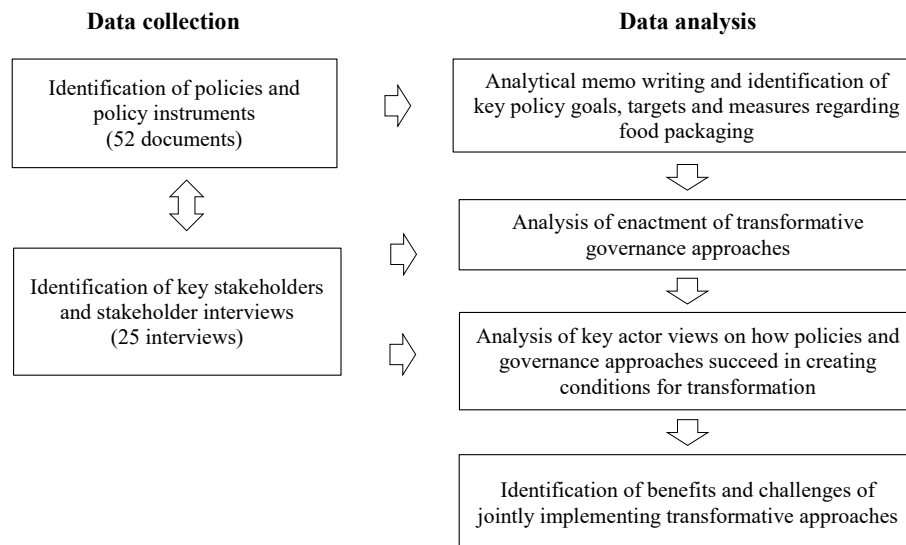 Data collection
Identification of policies and
policy instruments
(52 documents)
Identification of key stakeholders
and stakeholder interviews
(25 interviews)
Data analysis
Analytical memo writing and identification of
key policy goals, targets and measures regarding
food packaging
Analysis of enactment of transformative
governance approaches
Analysis of key actor views on how policies and
governance approaches succeed in creating
conditions for transformation
Identification of benefits and challenges of
jointly implementing transformative approaches